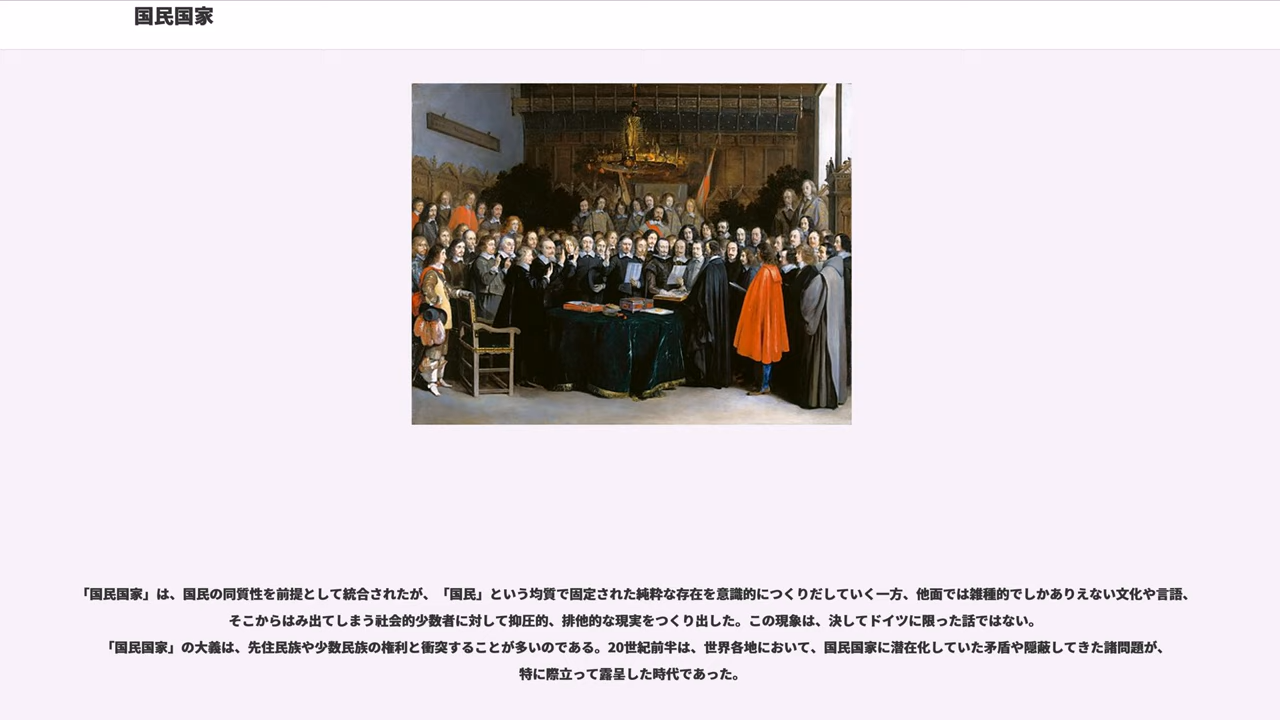 国民国家
「国民国家」は、国民の同質性を前提として統合されたが、「国民」という均質で固定された純粋な存在を意識的につくりだしていく一方、他面では雑種的でしかありえない文化や言語、
そこからはみ出てしまう社会的少数者に対して抑圧的、排他的な現実をつくり出した。この現象は、決してドイツに限った話ではない。
「国民国家」の大義は、先住民族や少数民族の権利と衝突することが多いのである。20世紀前半は、世界各地において、国民国家に潜在化していた矛盾や隠蔽してきた諸問題が、
特に際立って露呈した時代であった。